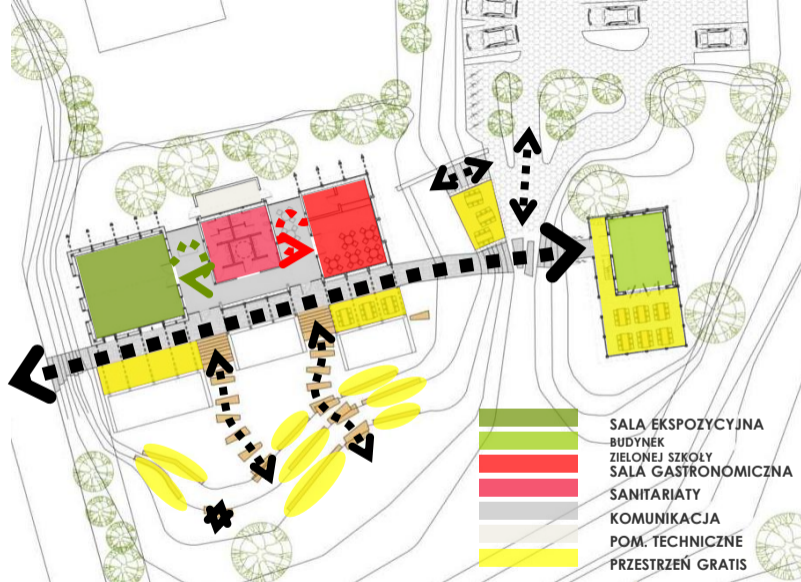 SALA EKSPOZYCYJNA
BUDYNEK
ZIELONEJ SZKOŁY
SALA GASTRONOMICZNA
SANITARIATY
KOMUNIKACJA
POM. TECHNICZNE
PRZESTRZEŃ GRATIS